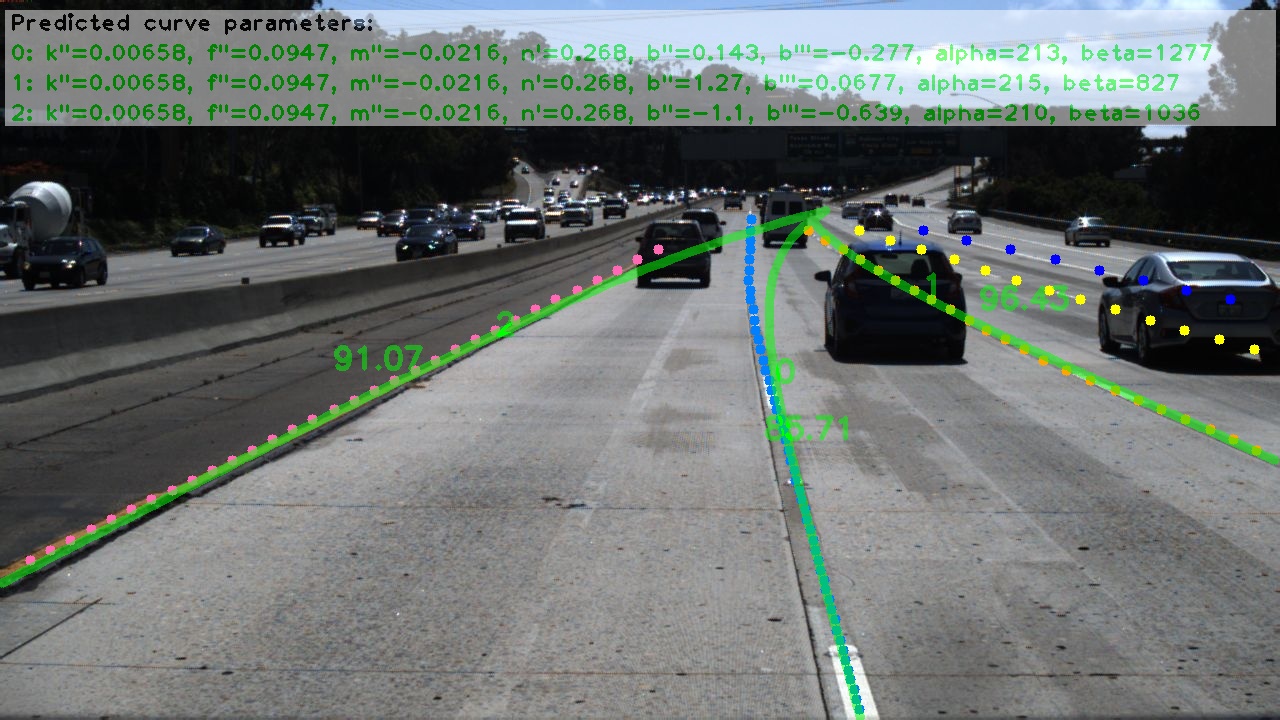 Predicted curve parameters:
0: k''=0.00658, f''=0.0947, m''=-0.0216, n'=0.268, b''=0.143, b'''=-0.277, alpha=213, beta=1277
1: k''=0.00658, f''=0.0947, m''=-0.0216, n'=0.268, b''=1.27, b'''=0.0677, alpha=215, beta=827
2: k''=0.00658, f''=0.0947, m''=-0.0216, n'=0.268, b''=-1.1, b'''=-0.639, alpha=210, beta=1036
1
96.45
2
91.07
0